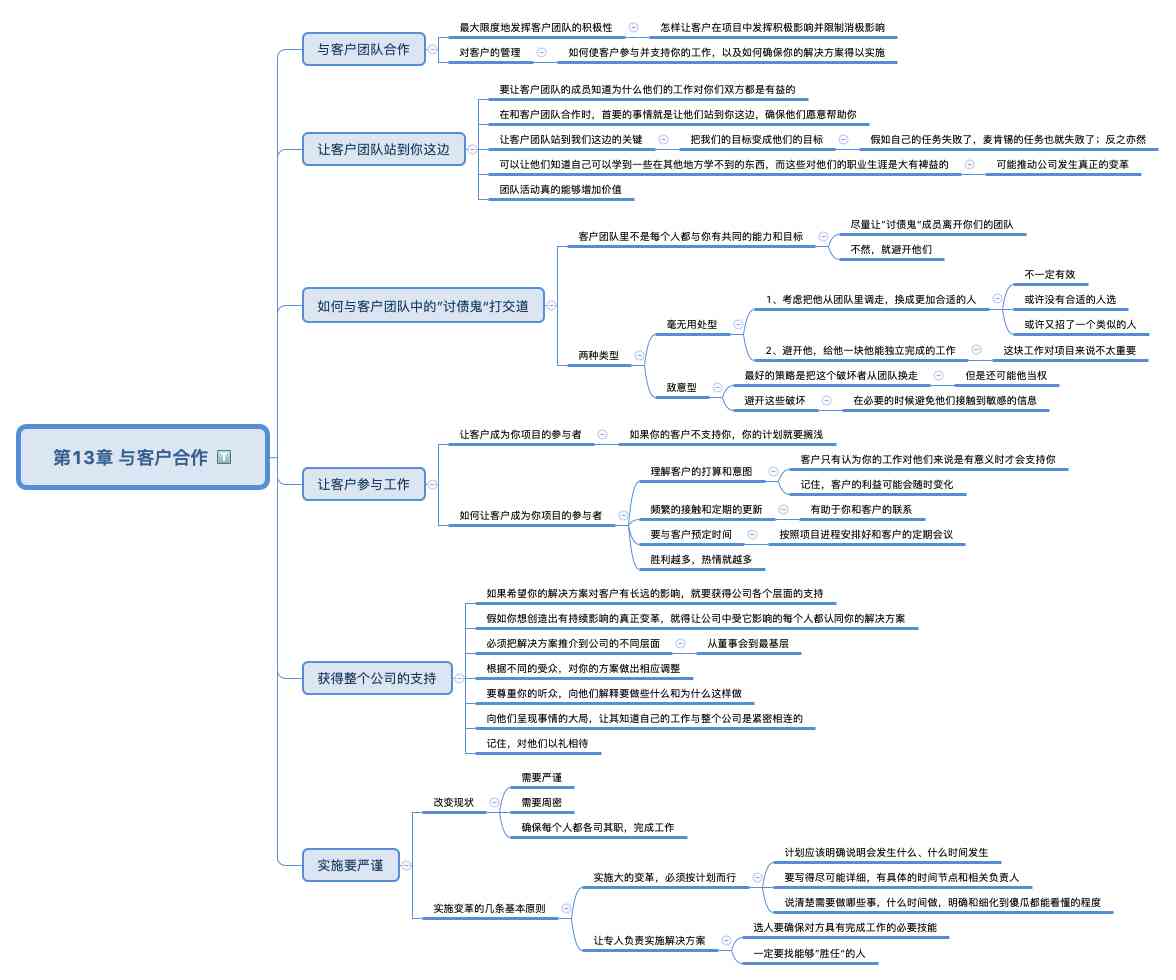 第13章 与客户合作
与客户团队合作
最大限度地发挥客户团队的积极性
怎样让客户在项目中发挥积极影响并限制消极影响
对客户的管理
如何使客户参与并支持你的工作，以及如何确保你的解决方案得以实施
让客户团队站到你这边
要让客户团队的成员知道为什么他们的工作对你们双方都是有益的
在和客户团队合作时，首要的事情就是让他们站到你这边，确保他们愿意帮助你
让客户团队站到我们这边的关键
把我们的目标变成他们的目标
假如自己的任务失败了，麦肯锡的任务也就失败了；反之亦然
可以让他们知道自己可以学到一些在其他地方学不到的东西，而这些对他们的职业生涯是大有裨益的
可能推动公司发生真正的变革
团队活动真的能够增加价值
如何与客户团队中的"讨债鬼"打交道
客户团队里不是每个人都与你有共同的能力和目标
尽量让"讨债鬼"成员离开你们的团队
不然，就避开他们
两种类型
毫无用处型
1、考虑把他从团队里调走，换成更加合适的人
不一定有效
或许没有合适的人选
或许又招了一个类似的人
2、避开他，给他一块他能独立完成的工作
这块工作对项目来说不太重要
敌意型
最好的策略是把这个破坏者从团队换走
但是还可能他当权
避开这些破坏
在必要的时候避免他们接触到敏感的信息
让客户参与工作
让客户成为你项目的参与者
如果你的客户不支持你，你的计划就要搁浅
如何让客户成为你项目的参与者
理解客户的打算和意图
客户只有认为你的工作对他们来说是有意义时才会支持你
记住，客户的利益可能会随时变化
频繁的接触和定期的更新
有助于你和客户的联系
要与客户预定时间
按照项目进程安排好和客户的定期会议
胜利越多，热情就越多
获得整个公司的支持
如果希望你的解决方案对客户有长远的影响，就要获得公司各个层面的支持
假如你想创造出有持续影响的真正变革，就得让公司中受它影响的每个人都认同你的解决方案
必须把解决方案推介到公司的不同层面
从董事会到最基层
根据不同的受众，对你的方案做出相应调整
要尊重你的听众，向他们解释要做些什么和为什么这样做
向他们呈现事情的大局，让其知道自己的工作与整个公司是紧密相连的
记住，对他们以礼相待
实施要严谨
改变现状
需要严谨
需要周密
确保每个人都各司其职，完成工作
实施变革的几条基本原则
实施大的变革，必须按计划而行
计划应该明确说明会发生什么、什么时间发生
要写得尽可能详细，有具体的时间节点和相关负责人
说清楚需要做哪些事，什么时间做，明确和细化到傻瓜都能看懂的程度
让专人负责实施解决方案
选人要确保对方具有完成工作的必要技能
一定要找能够"胜任"的人